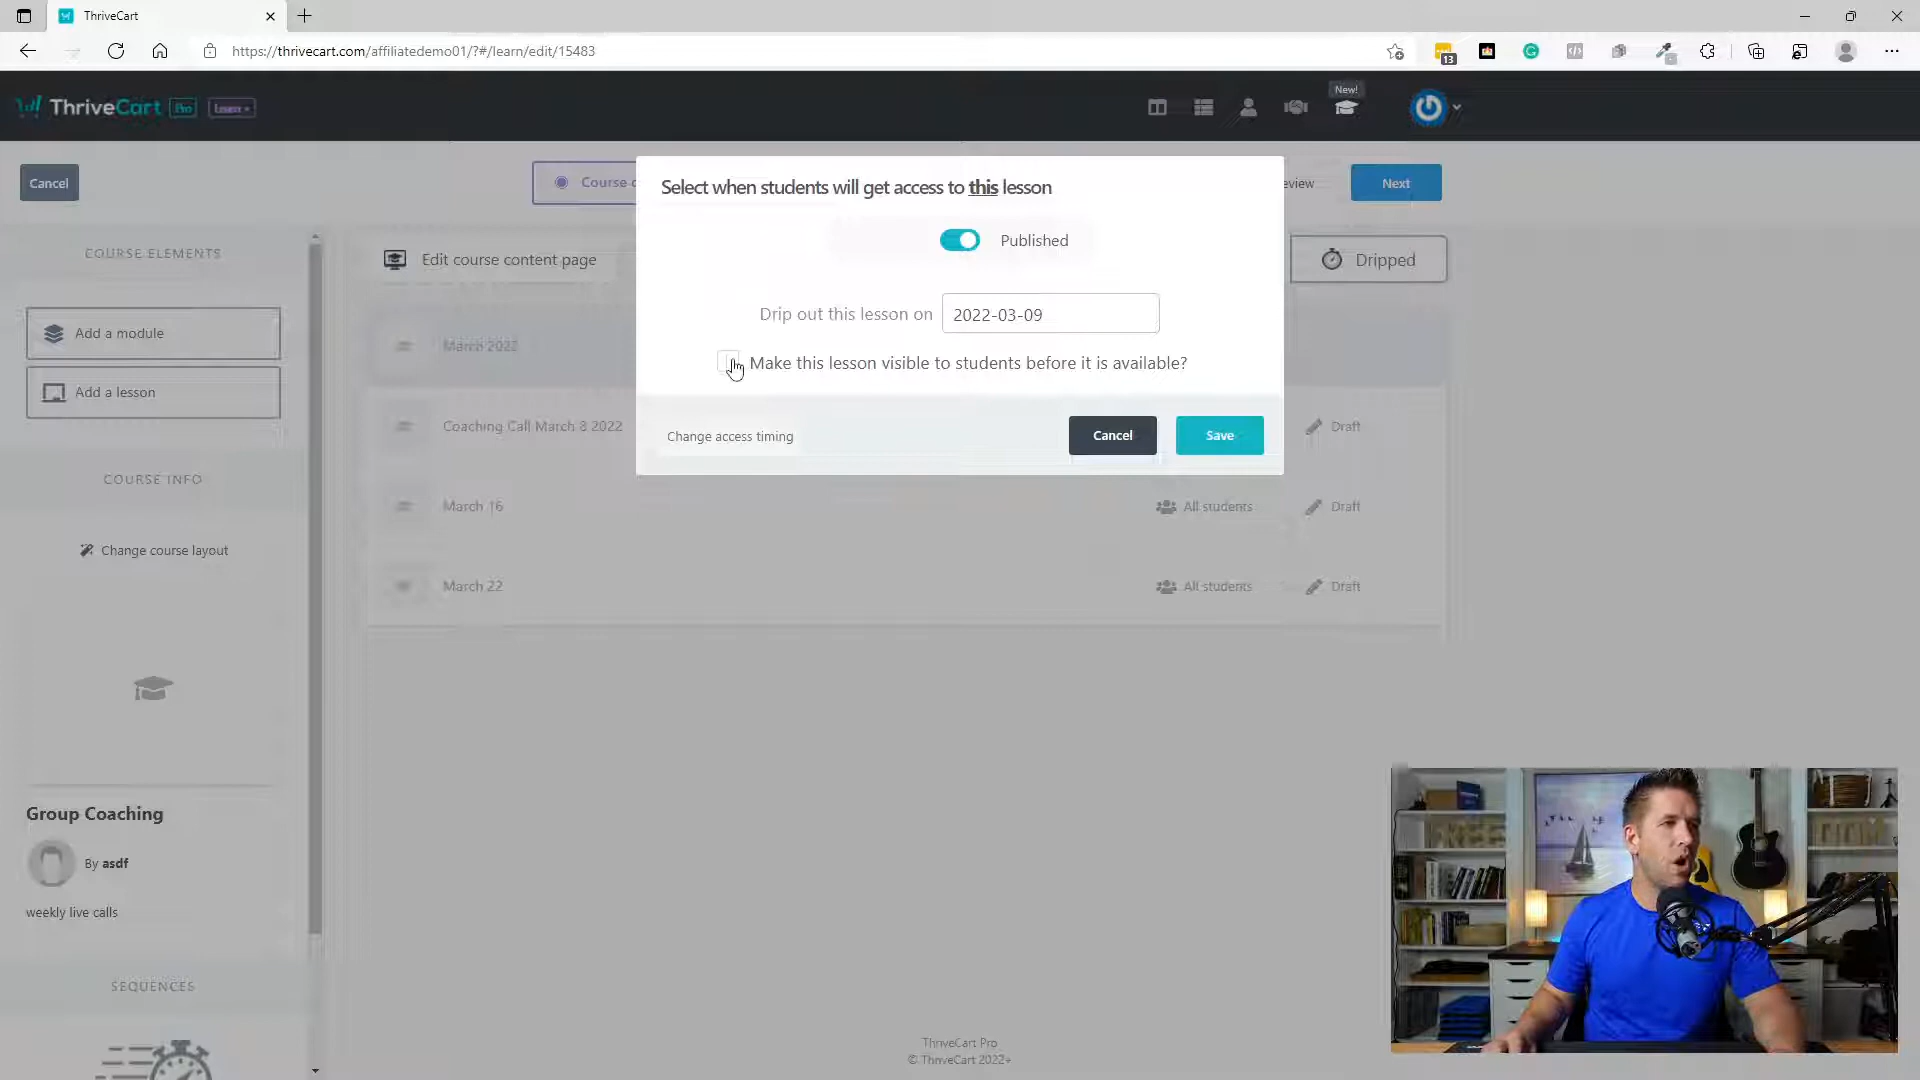 ThriveCart
https://thrivecart.com/affiliatedemo01/?#/learn/edit/15483
13
ThriveCart Pro Learn+
New!
Cancel
Course
Select when students will get access to this lesson
eview
Next
Published
COURSE ELEMENTS
Edit course content page
Dripped
Drip out this lesson on 2022-03-09
Add a module
March 2022
Make this lesson visible to students before it is available?
Add a lesson
Coaching Call March 8 2022
Change access timing
Cancel
Save
Draft
COURSE INFO
March 16
All students
Draft
Change course layout
March 22
All students
Draft
Group Coaching
By asdf
weekly live calls
SEQUENCES
ThriveCart Pro
© ThriveCart 2022+